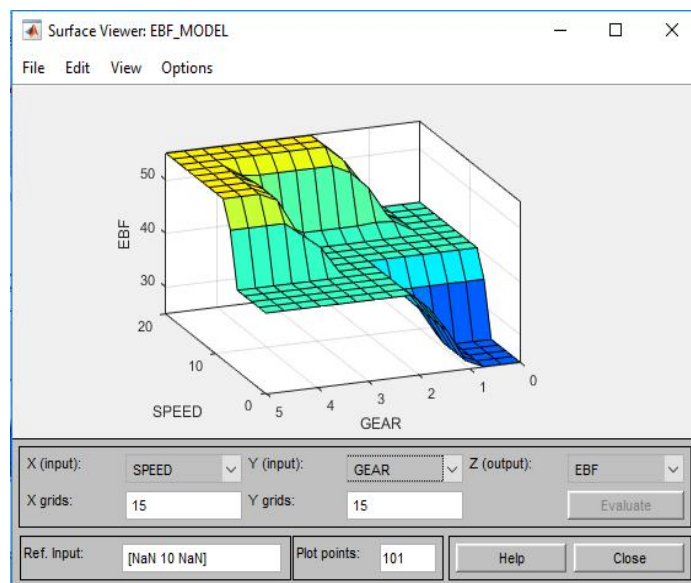 Surface Viewer: EBF_MODEL
File Edit View Options
50
40
30
EBF
20
10
0
SPEED
5 4 3 2 1 0
GEAR
X (input): SPEED Y (input): GEAR Z (output): EBF
X grids: 15 Y grids: 15 Evaluate
Ref. Input: [NaN 10 NaN] Plot points: 101 Help Close